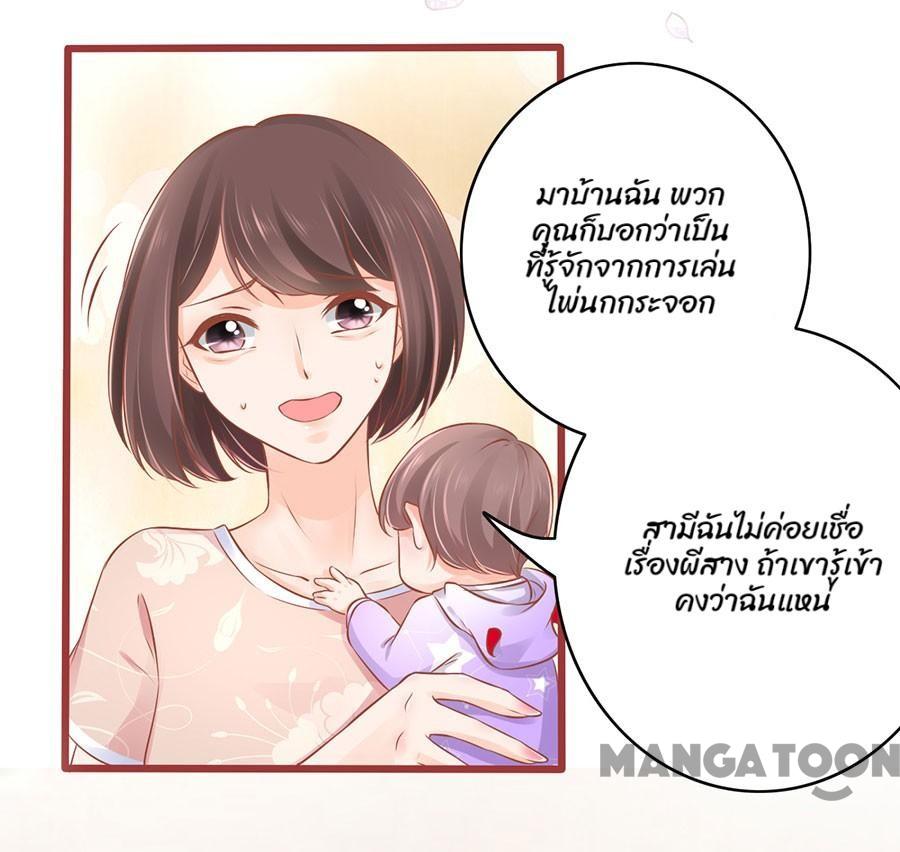 มาบ้านฉัน พวก
คุณก็บอกว่าเป็น
ที่รู้จักจากการเล่น
ไพ่นกกระจอก
สามีฉันไม่ค่อยเชื่อ
เรื่องผีสาง ถ้าเขารู้เข้า
คงว่าฉันแหน่
MANGATOON